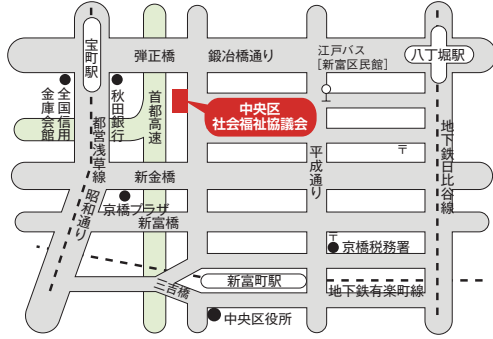 宝町駅
弾正橋
鍛冶橋通り
江戸バス
[新富区民館]
八丁堀駅
全国信用
金庫会館
秋田銀行
首都高速
中央区
社会福祉協議会
都営浅草線
平成通り
地下鉄日比谷線
新金橋
昭和通り
京橋プラザ
新富橋
〒
〒
京橋税務署
三吉橋
新富町駅
地下鉄有楽町線
中央区役所